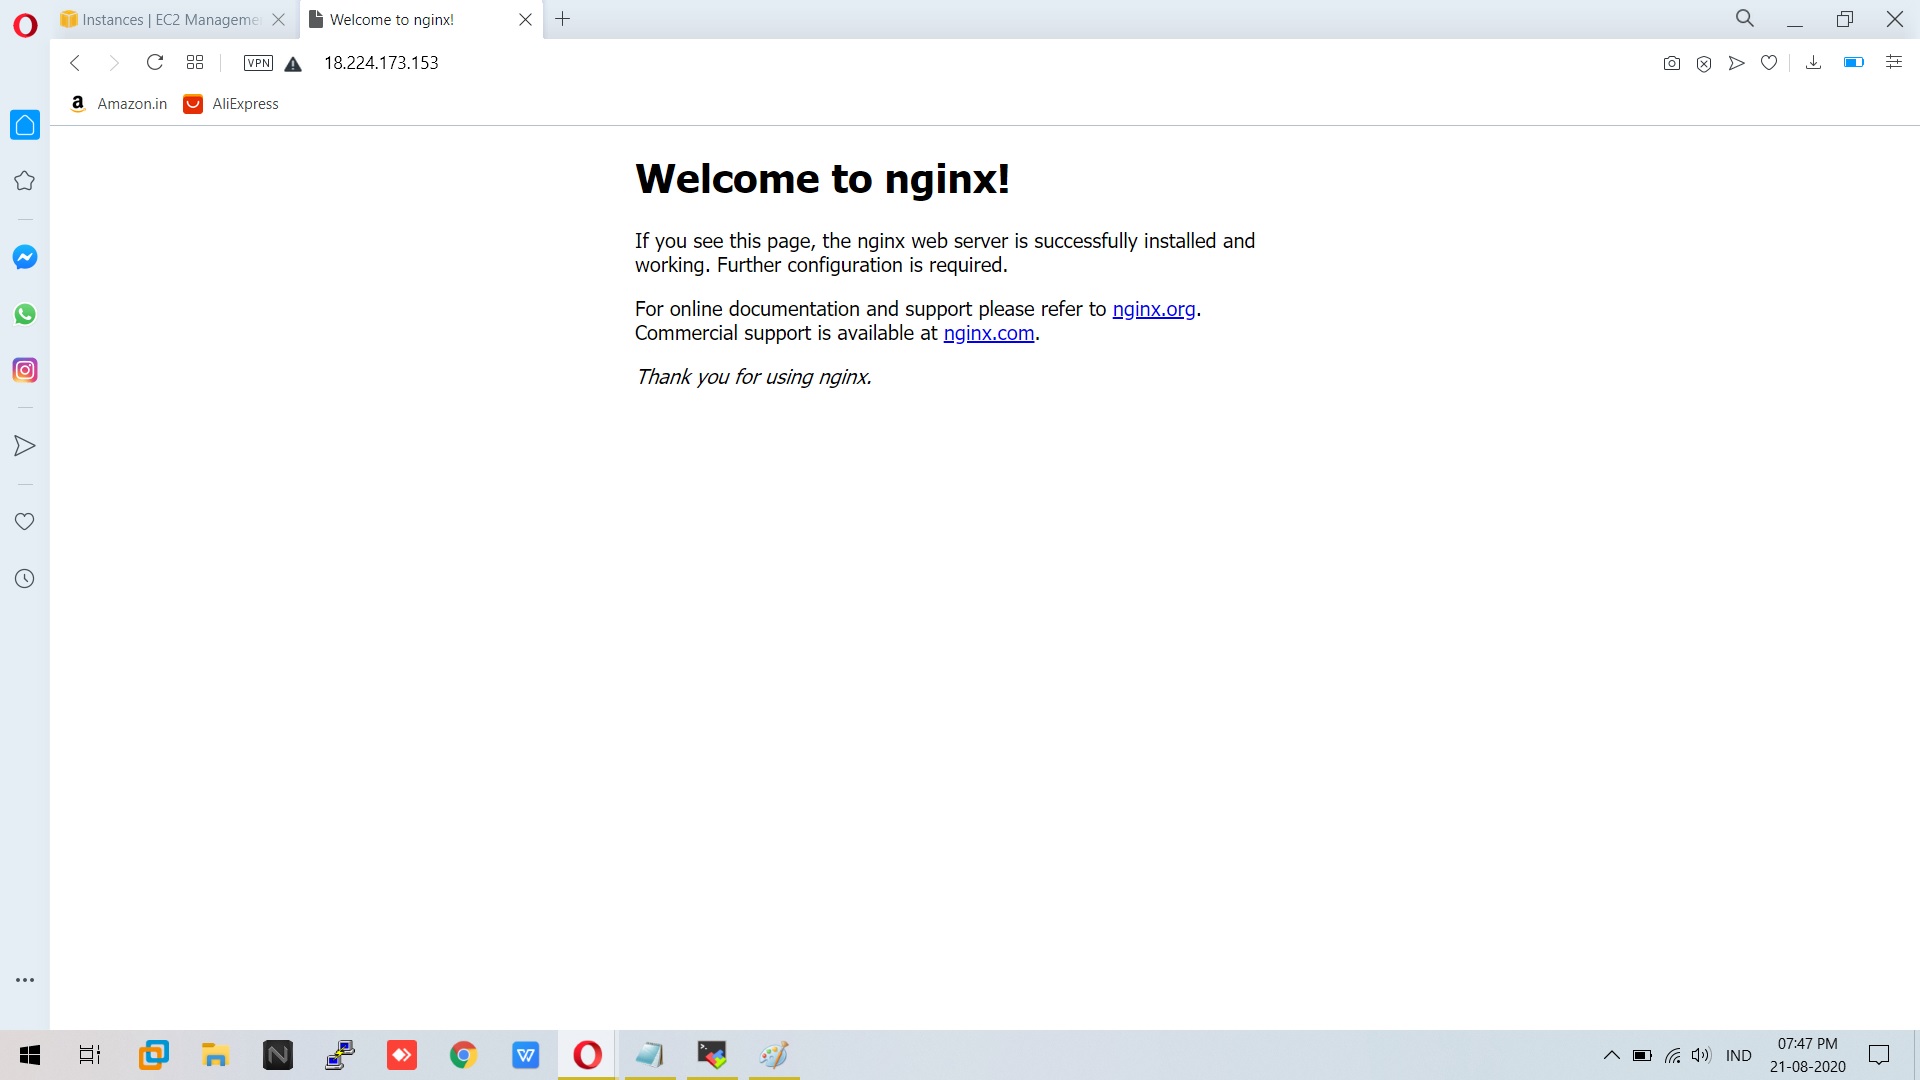 Instances | EC2 Manageme
Welcome to nginx!
VPN
18.224.173.153
Amazon.in
AliExpress
Welcome to nginx!
If you see this page, the nginx web server is successfully installed and
working. Further configuration is required.
For online documentation and support please refer to nginx.org.
Commercial support is available at nginx.com.
Thank you for using nginx.
IND
07:47 PM
21-08-2020